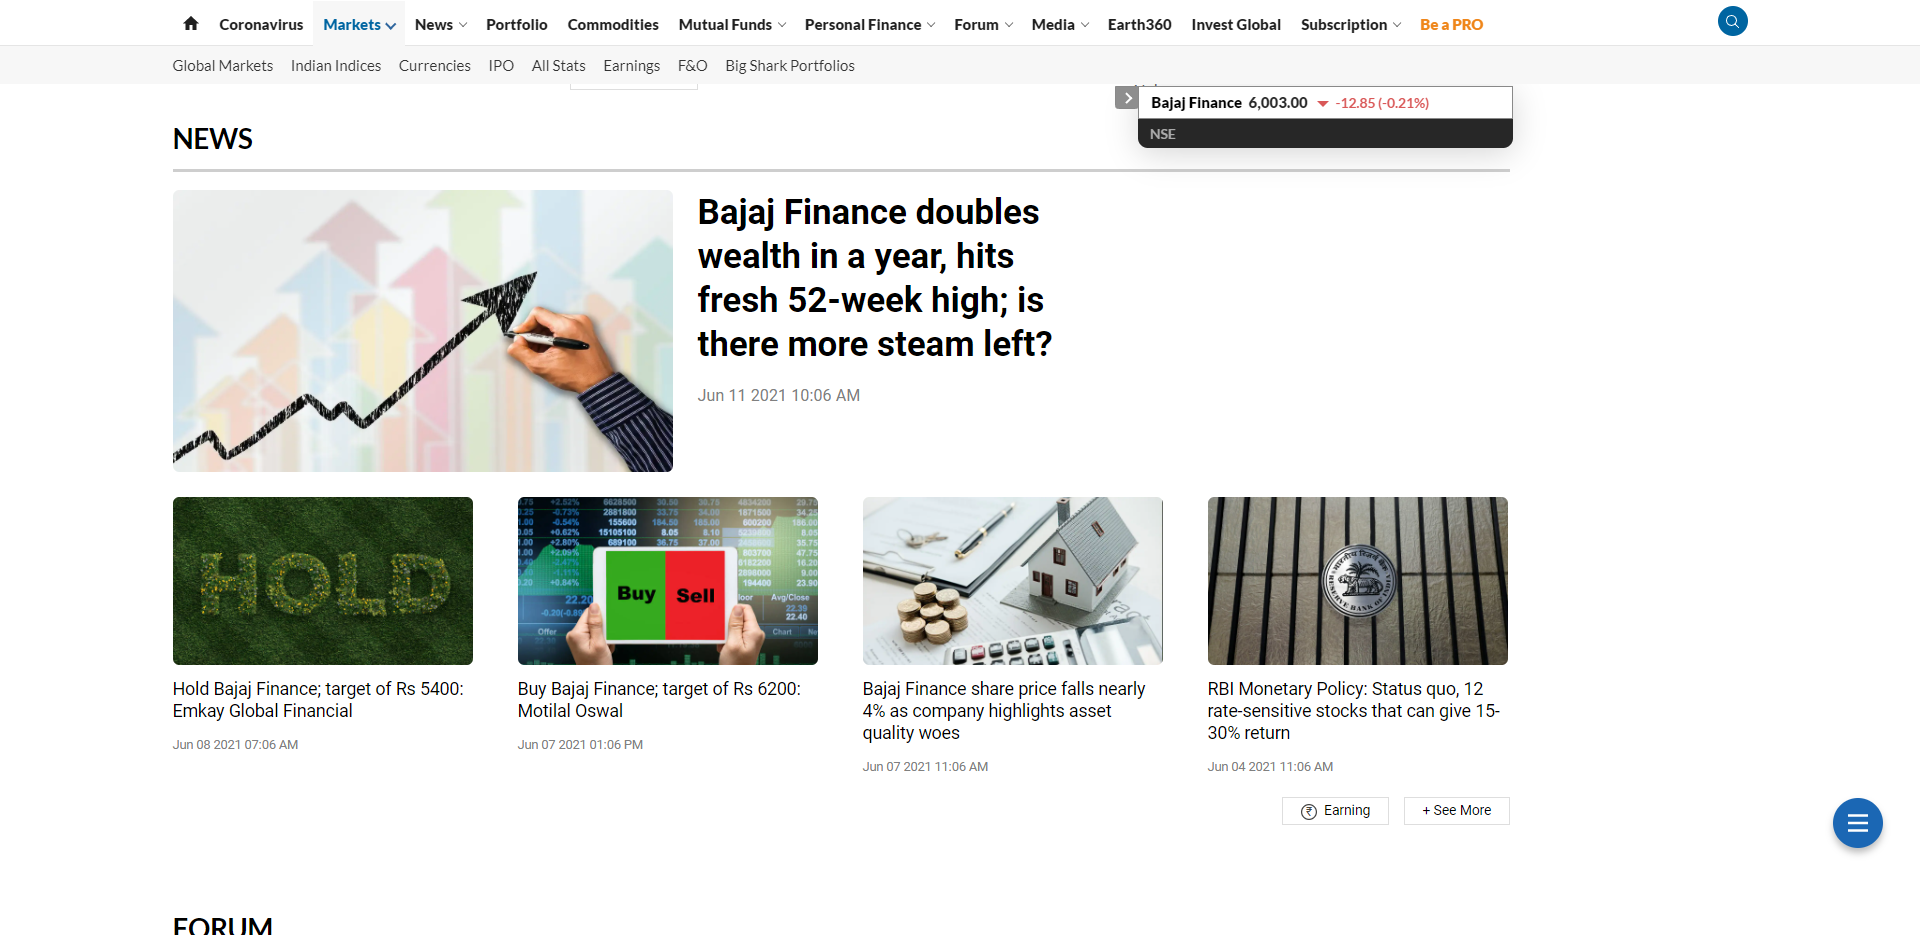 Coronavirus Markets News Portfolio Commodities Mutual Funds Personal Finance Forum Media Earth360 Invest Global Subscription Be a PRO
Global Markets Indian Indices Currencies IPO All Stats Earnings F&O Big Shark Portfolios
Bajaj Finance 6,003.00 -12.85 (-0.21%)
NSE
NEWS
Bajaj Finance doubles
wealth in a year, hits
fresh 52-week high; is
there more steam left?
Jun 11 2021 10:06 AM
HOLD
Buy Sell
Hold Bajaj Finance; target of Rs 5400:
Emkay Global Financial
Jun 08 2021 07:06 AM
Buy Bajaj Finance; target of Rs 6200:
Motilal Oswal
Jun 07 2021 01:06 PM
Bajaj Finance share price falls nearly
4% as company highlights asset
quality woes
Jun 07 2021 11:06 AM
RBI Monetary Policy: Status quo, 12
rate-sensitive stocks that can give 15-
30% return
Jun 04 2021 11:06 AM
Earning
+ See More
FORUM